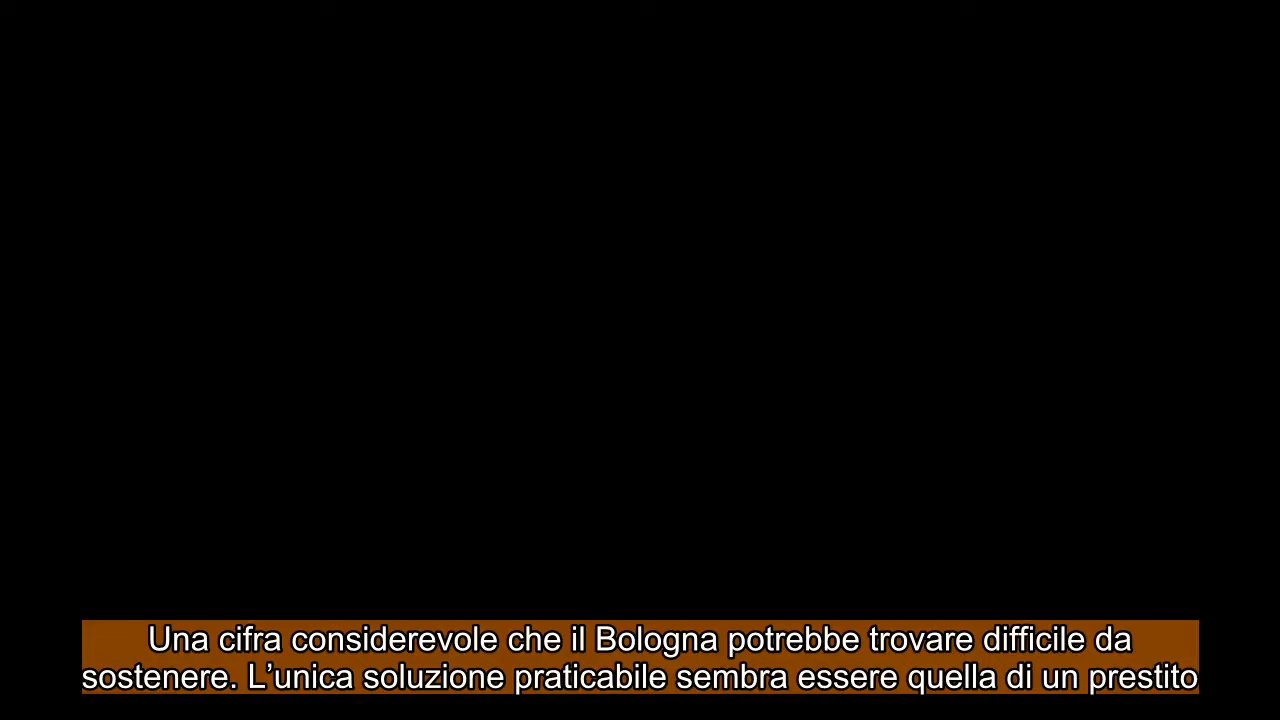 Una cifra considerevole che il Bologna potrebbe trovare difficile da
sostenere. L’unica soluzione praticabile sembra essere quella di un prestito